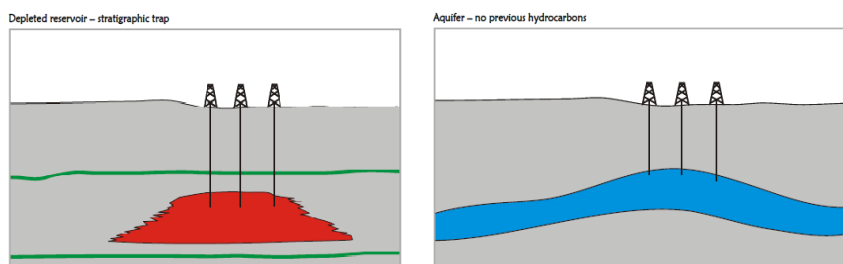 Depleted reservoir – stratigraphic trap
Aquifer – no previous hydrocarbons